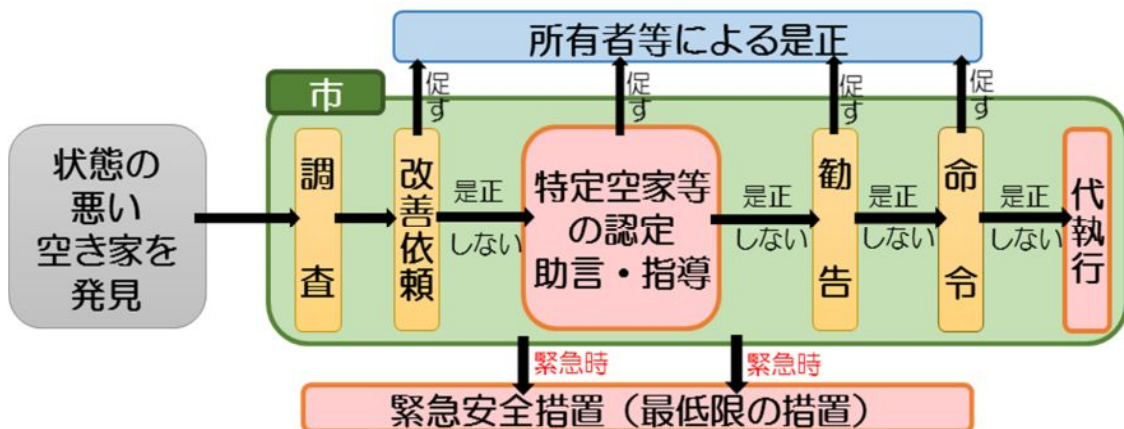 所有者等による是正
市
促す
促す
促す
促す
状態の
悪い
空き家を
発見
調査
改善依頼
是正
しない
特定空家等
の認定
助言・指導
是正
しない
勧告
是正
しない
命令
是正
しない
代執行
緊急時
緊急時
緊急安全措置（最低限の措置）